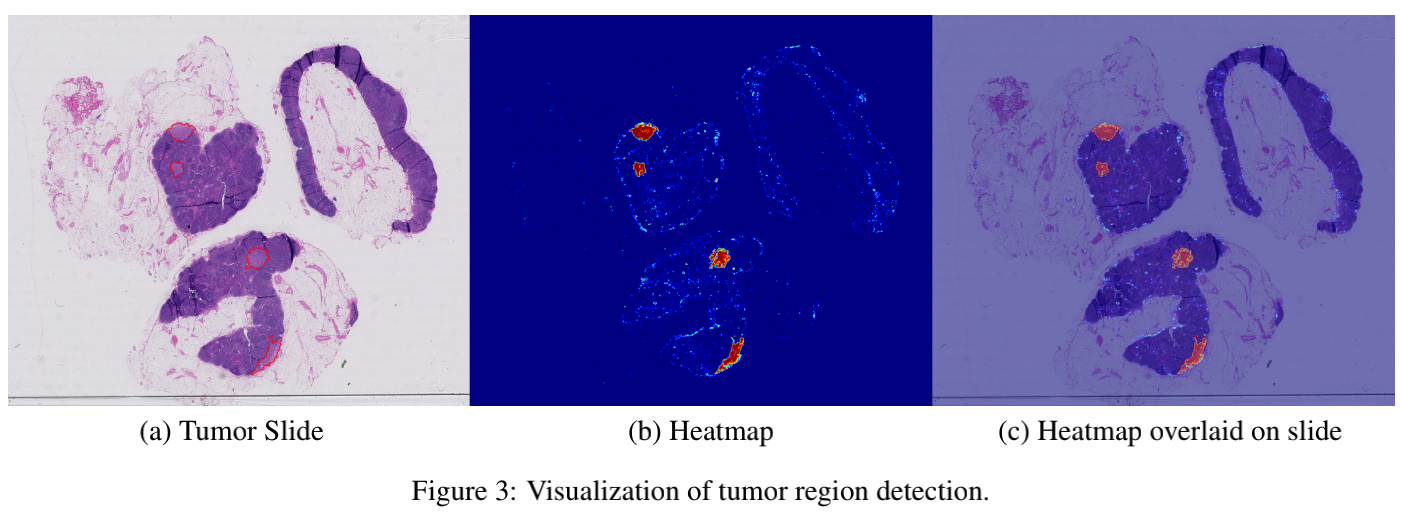 (a) Tumor Slide
(b) Heatmap
(c) Heatmap overlaid on slide
Figure 3: Visualization of tumor region detection.